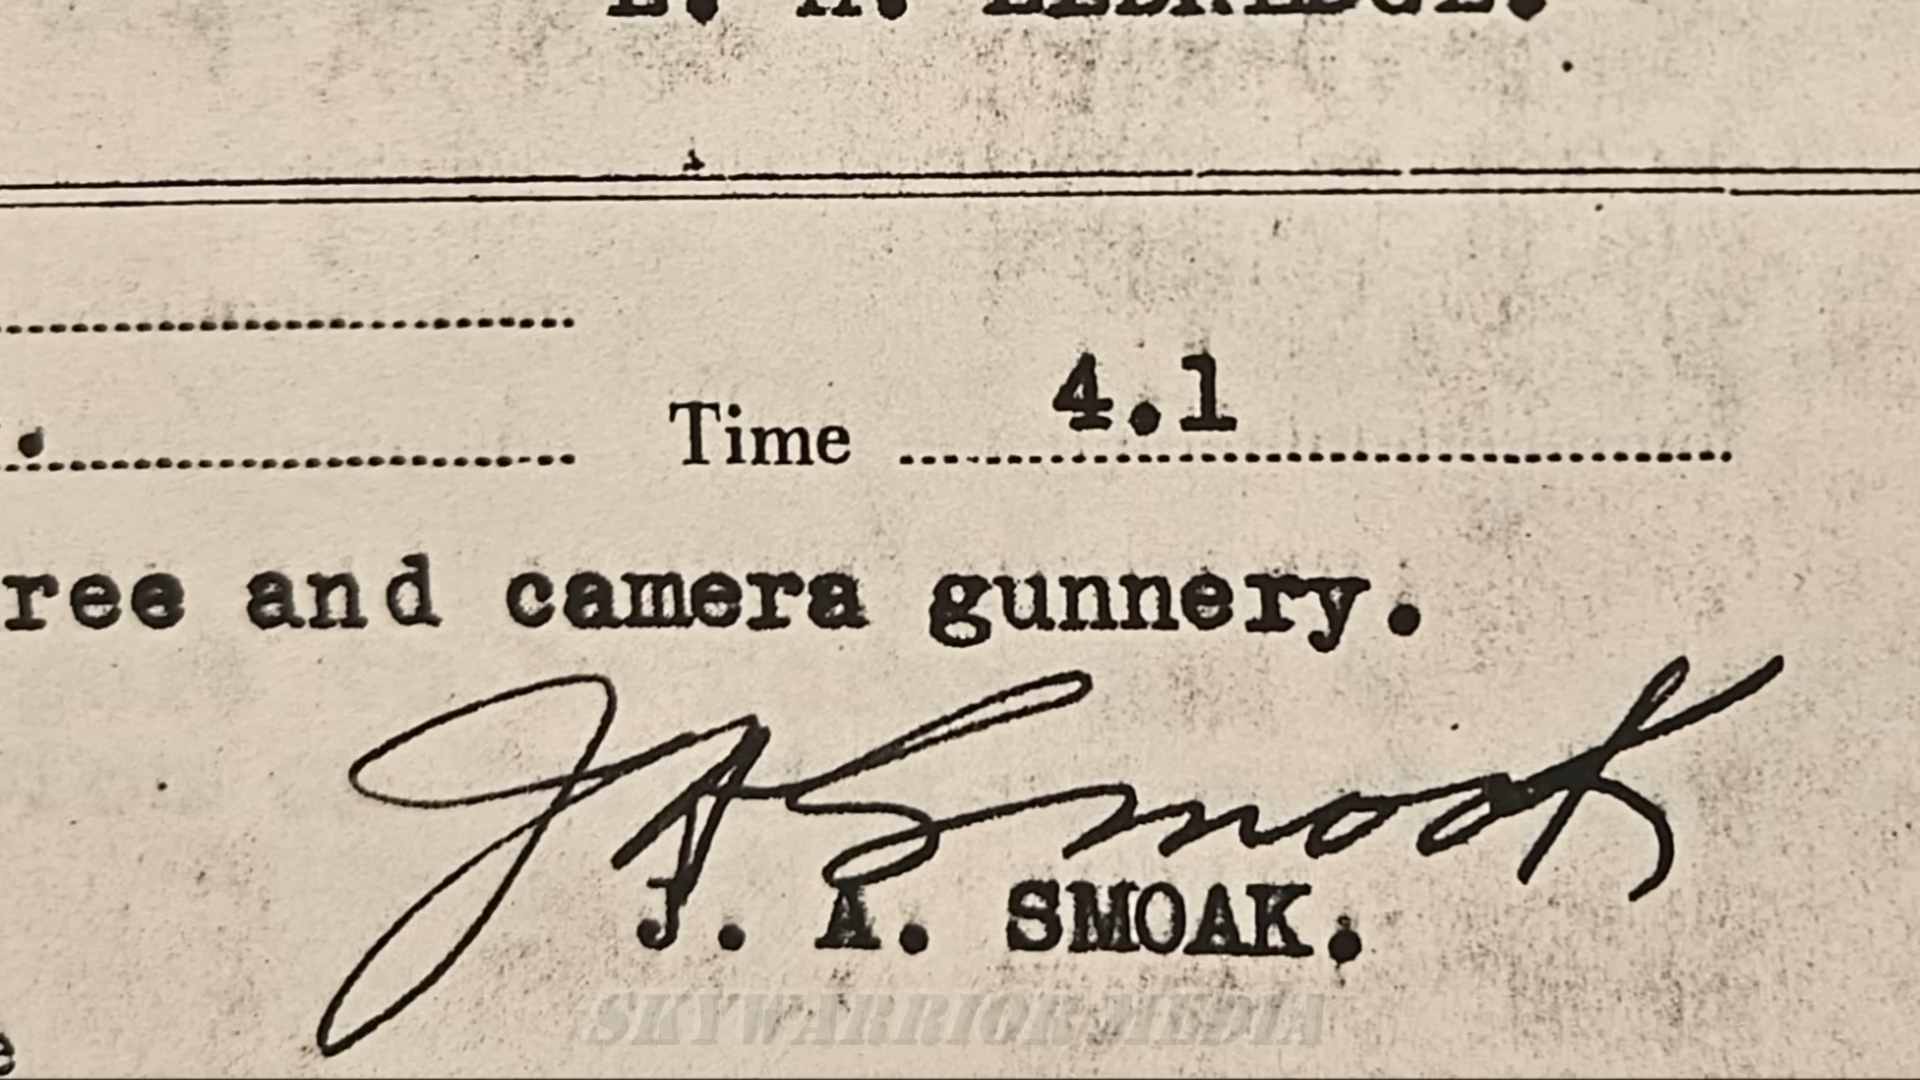 .
Time 4.1
ree and camera gunnery.
J A Smoak
J. A. SMOAK.
SKYWARRIOR MEDIA